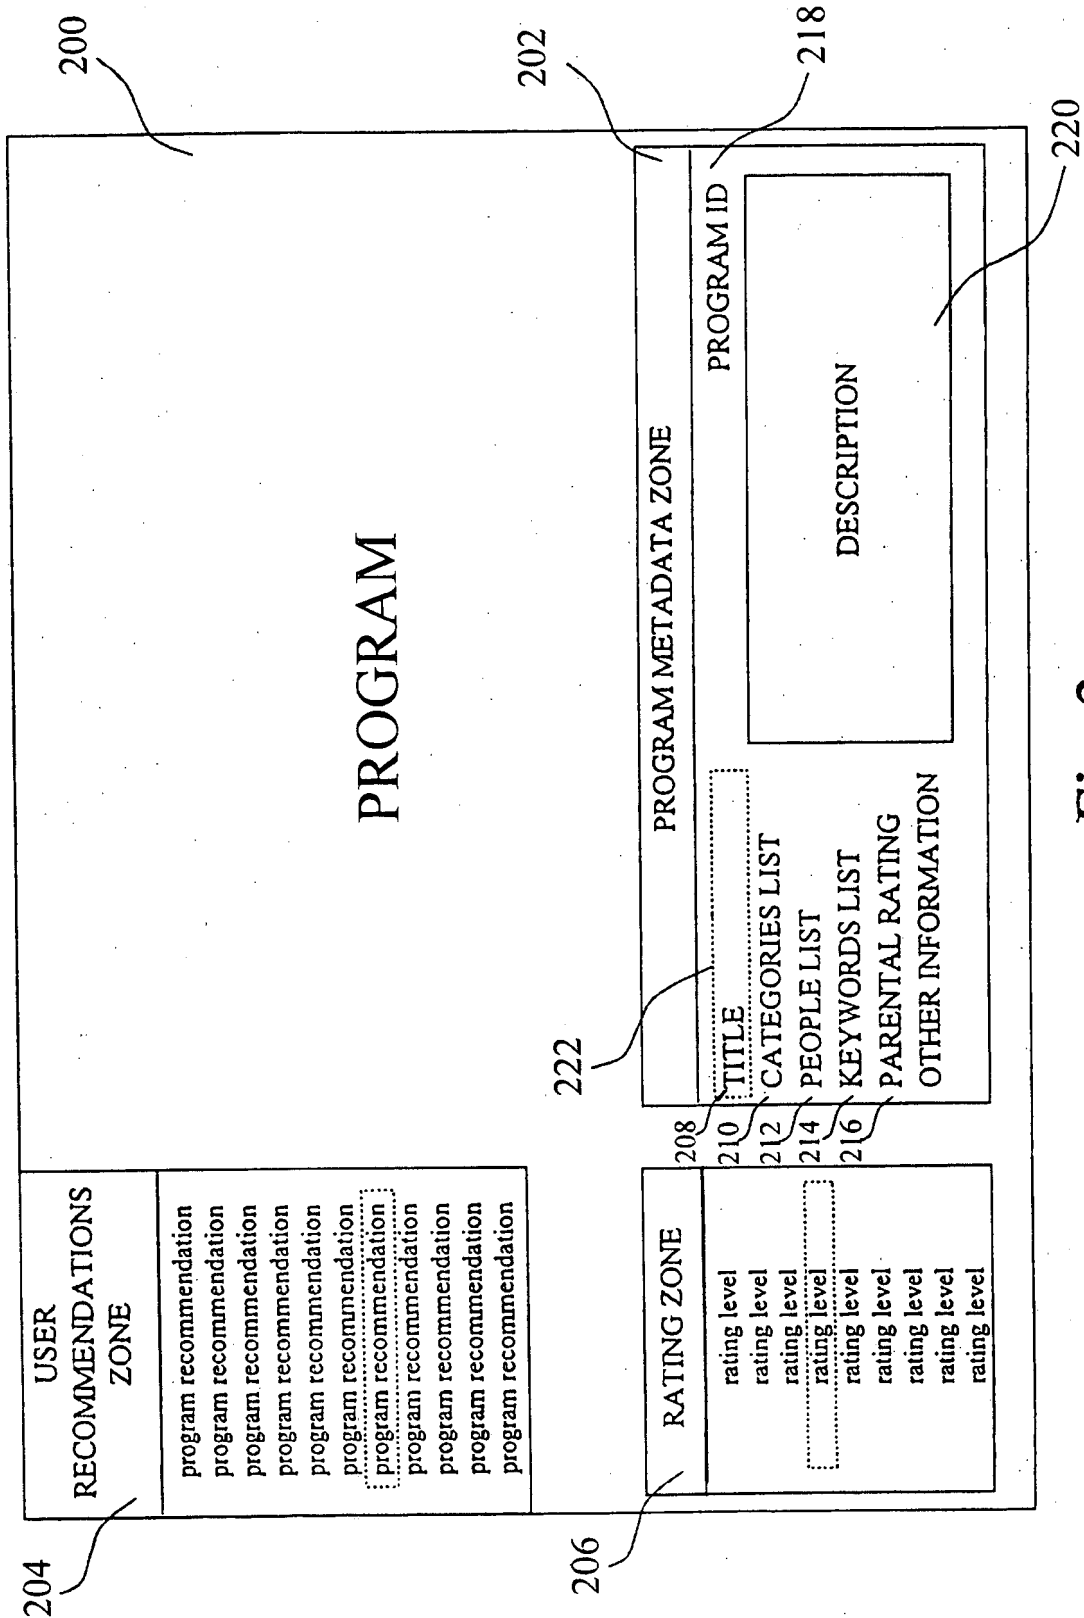 204
USER
RECOMMENDATIONS
ZONE
program recommendation
program recommendation
program recommendation
program recommendation
program recommendation
program recommendation
program recommendation
program recommendation
program recommendation
program recommendation
program recommendation
PROGRAM
200
206
RATING ZONE
rating level
rating level
rating level
rating level
rating level
rating level
rating level
rating level
rating level
222
202
PROGRAM METADATA ZONE
208
TITLE
210
CATEGORIES LIST
212
PEOPLE LIST
214
KEYWORDS LIST
216
PARENTAL RATING
OTHER INFORMATION
PROGRAM ID
218
DESCRIPTION
220